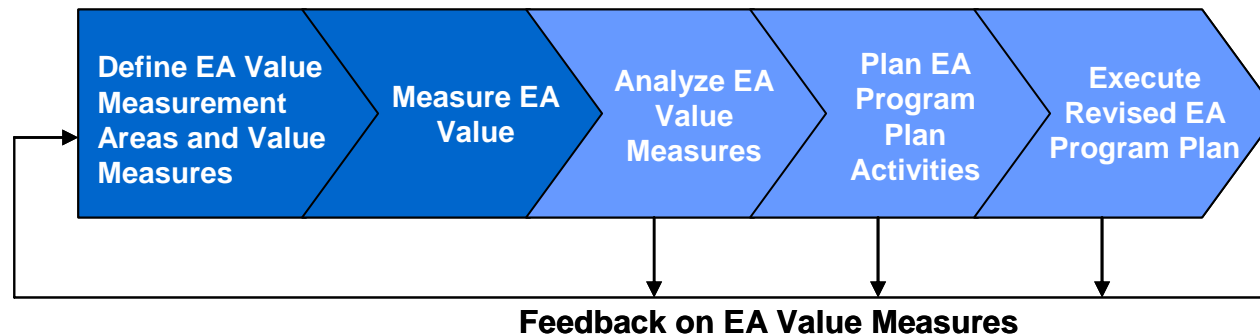 Define EA Value
Measurement
Areas and Value
Measures
Measure EA
Value
Analyze EA
Value
Measures
Plan EA
Program
Plan
Activities
Execute
Revised EA
Program Plan
Feedback on EA Value Measures